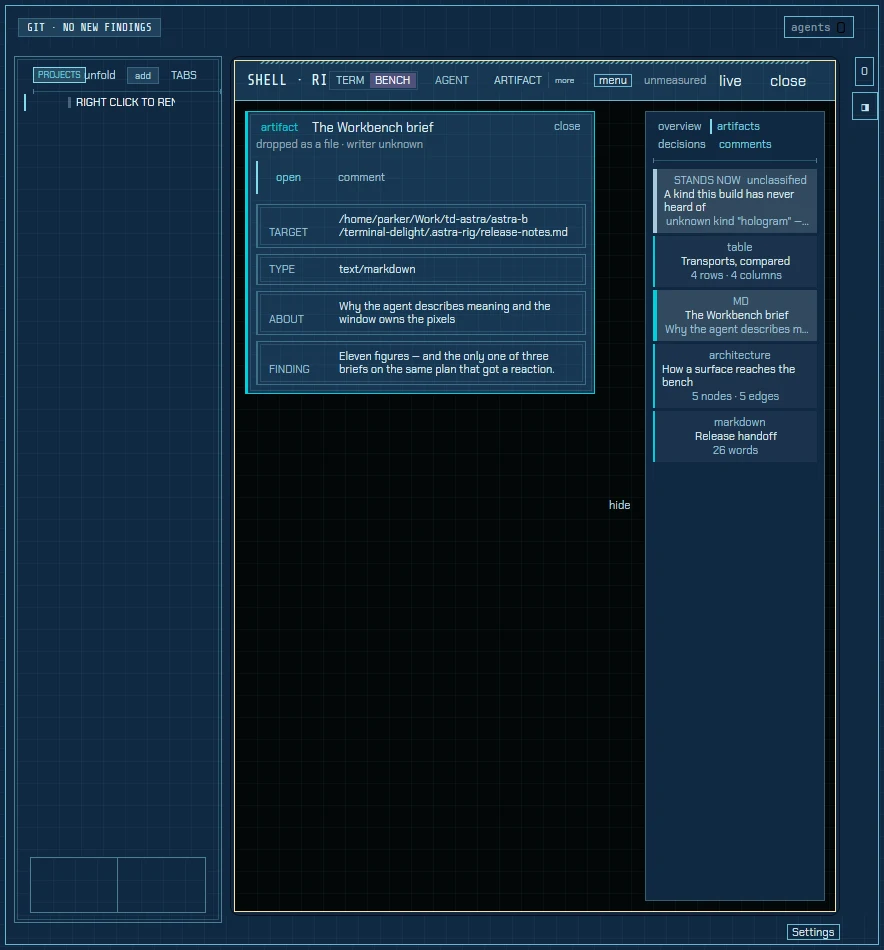 GIT · NO NEW FINDINGS
agents
PROJECTS unfold add TABS
RIGHT CLICK TO REN
SHELL · RI TERM BENCH AGENT ARTIFACT more menu unmeasured live close
artifact The Workbench brief close
dropped as a file · writer unknown
open comment
TARGET /home/parker/Work/td-astra/astra-b
/terminal-delight/.astra-rig/release-notes.md
TYPE text/markdown
ABOUT Why the agent describes meaning and the
window owns the pixels
FINDING Eleven figures — and the only one of three
briefs on the same plan that got a reaction.
hide
overview artifacts
decisions comments
STANDS NOW unclassified
A kind this build has never
heard of
unknown kind "hologram" —…
table
Transports, compared
4 rows · 4 columns
MD
The Workbench brief
Why the agent describes m…
architecture
How a surface reaches the
bench
5 nodes · 5 edges
markdown
Release handoff
26 words
Settings